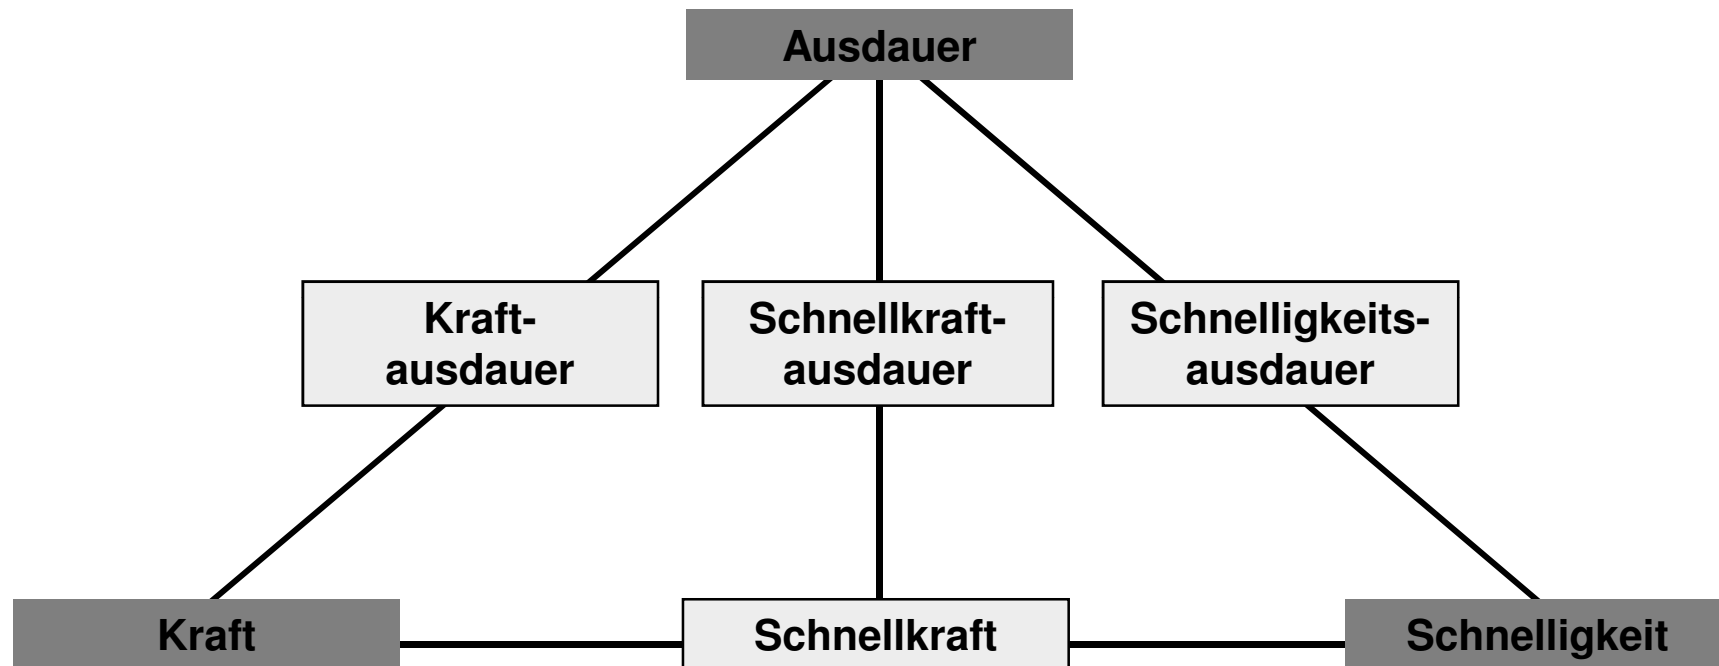 Ausdauer
Kraft-
ausdauer
Schnellkraft-
ausdauer
Schnelligkeits-
ausdauer
Kraft
Schnellkraft
Schnelligkeit